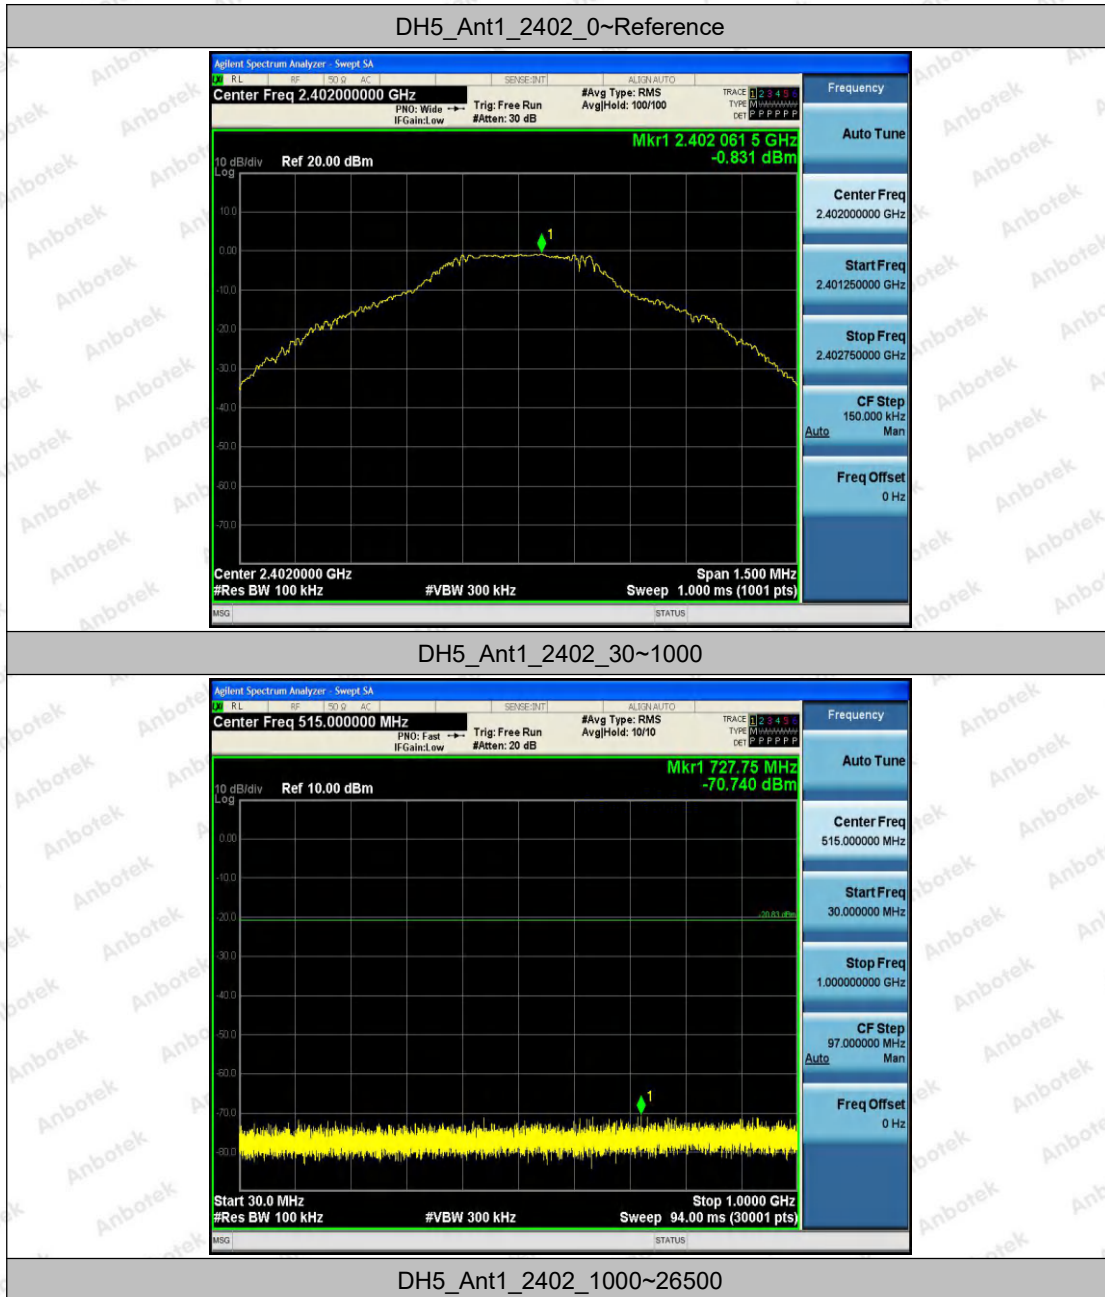 DH5_Ant1_2402_0~Reference
Agilent Spectrum Analyzer - Swept SA
RL RF 50 Ω AC SENSE:INT ALIGN AUTO
Center Freq 2.402000000 GHz
PNO: Wide
IFGain:Low
Trig: Free Run
#Atten: 30 dB
#Avg Type: RMS
Avg|Hold: 100/100
TRACE 1 2 3 4 5 6
TYPE M
DET P P P P P P
Mkr1 2.402 061 5 GHz
-0.831 dBm
10 dB/div
Log
Ref 20.00 dBm
10.0
0.00
-10.0
-20.0
-30.0
-40.0
-50.0
-60.0
-70.0
Center 2.4020000 GHz
Span 1.500 MHz
#Res BW 100 kHz
#VBW 300 kHz
Sweep 1.000 ms (1001 pts)
MSG
STATUS
Frequency
Auto Tune
Center Freq
2.402000000 GHz
Start Freq
2.401250000 GHz
Stop Freq
2.402750000 GHz
CF Step
150.000 kHz
Auto Man
Freq Offset
0 Hz
DH5_Ant1_2402_30~1000
Agilent Spectrum Analyzer - Swept SA
RL RF 50 Ω AC SENSE:INT ALIGN AUTO
Center Freq 515.000000 MHz
PNO: Fast
IFGain:Low
Trig: Free Run
#Atten: 20 dB
#Avg Type: RMS
Avg|Hold: 10/10
TRACE 1 2 3 4 5 6
TYPE M
DET P P P P P P
Mkr1 727.75 MHz
-70.740 dBm
10 dB/div
Log
Ref 10.00 dBm
0.00
-10.0
-20.0
-30.0
-40.0
-50.0
-60.0
-70.0
-80.0
-20.83 dBm
1
Start 30.0 MHz
Stop 1.0000 GHz
#Res BW 100 kHz
#VBW 300 kHz
Sweep 94.00 ms (30001 pts)
MSG
STATUS
Frequency
Auto Tune
Center Freq
515.000000 MHz
Start Freq
30.000000 MHz
Stop Freq
1.000000000 GHz
CF Step
97.000000 MHz
Auto Man
Freq Offset
0 Hz
DH5_Ant1_2402_1000~26500
Anbotek